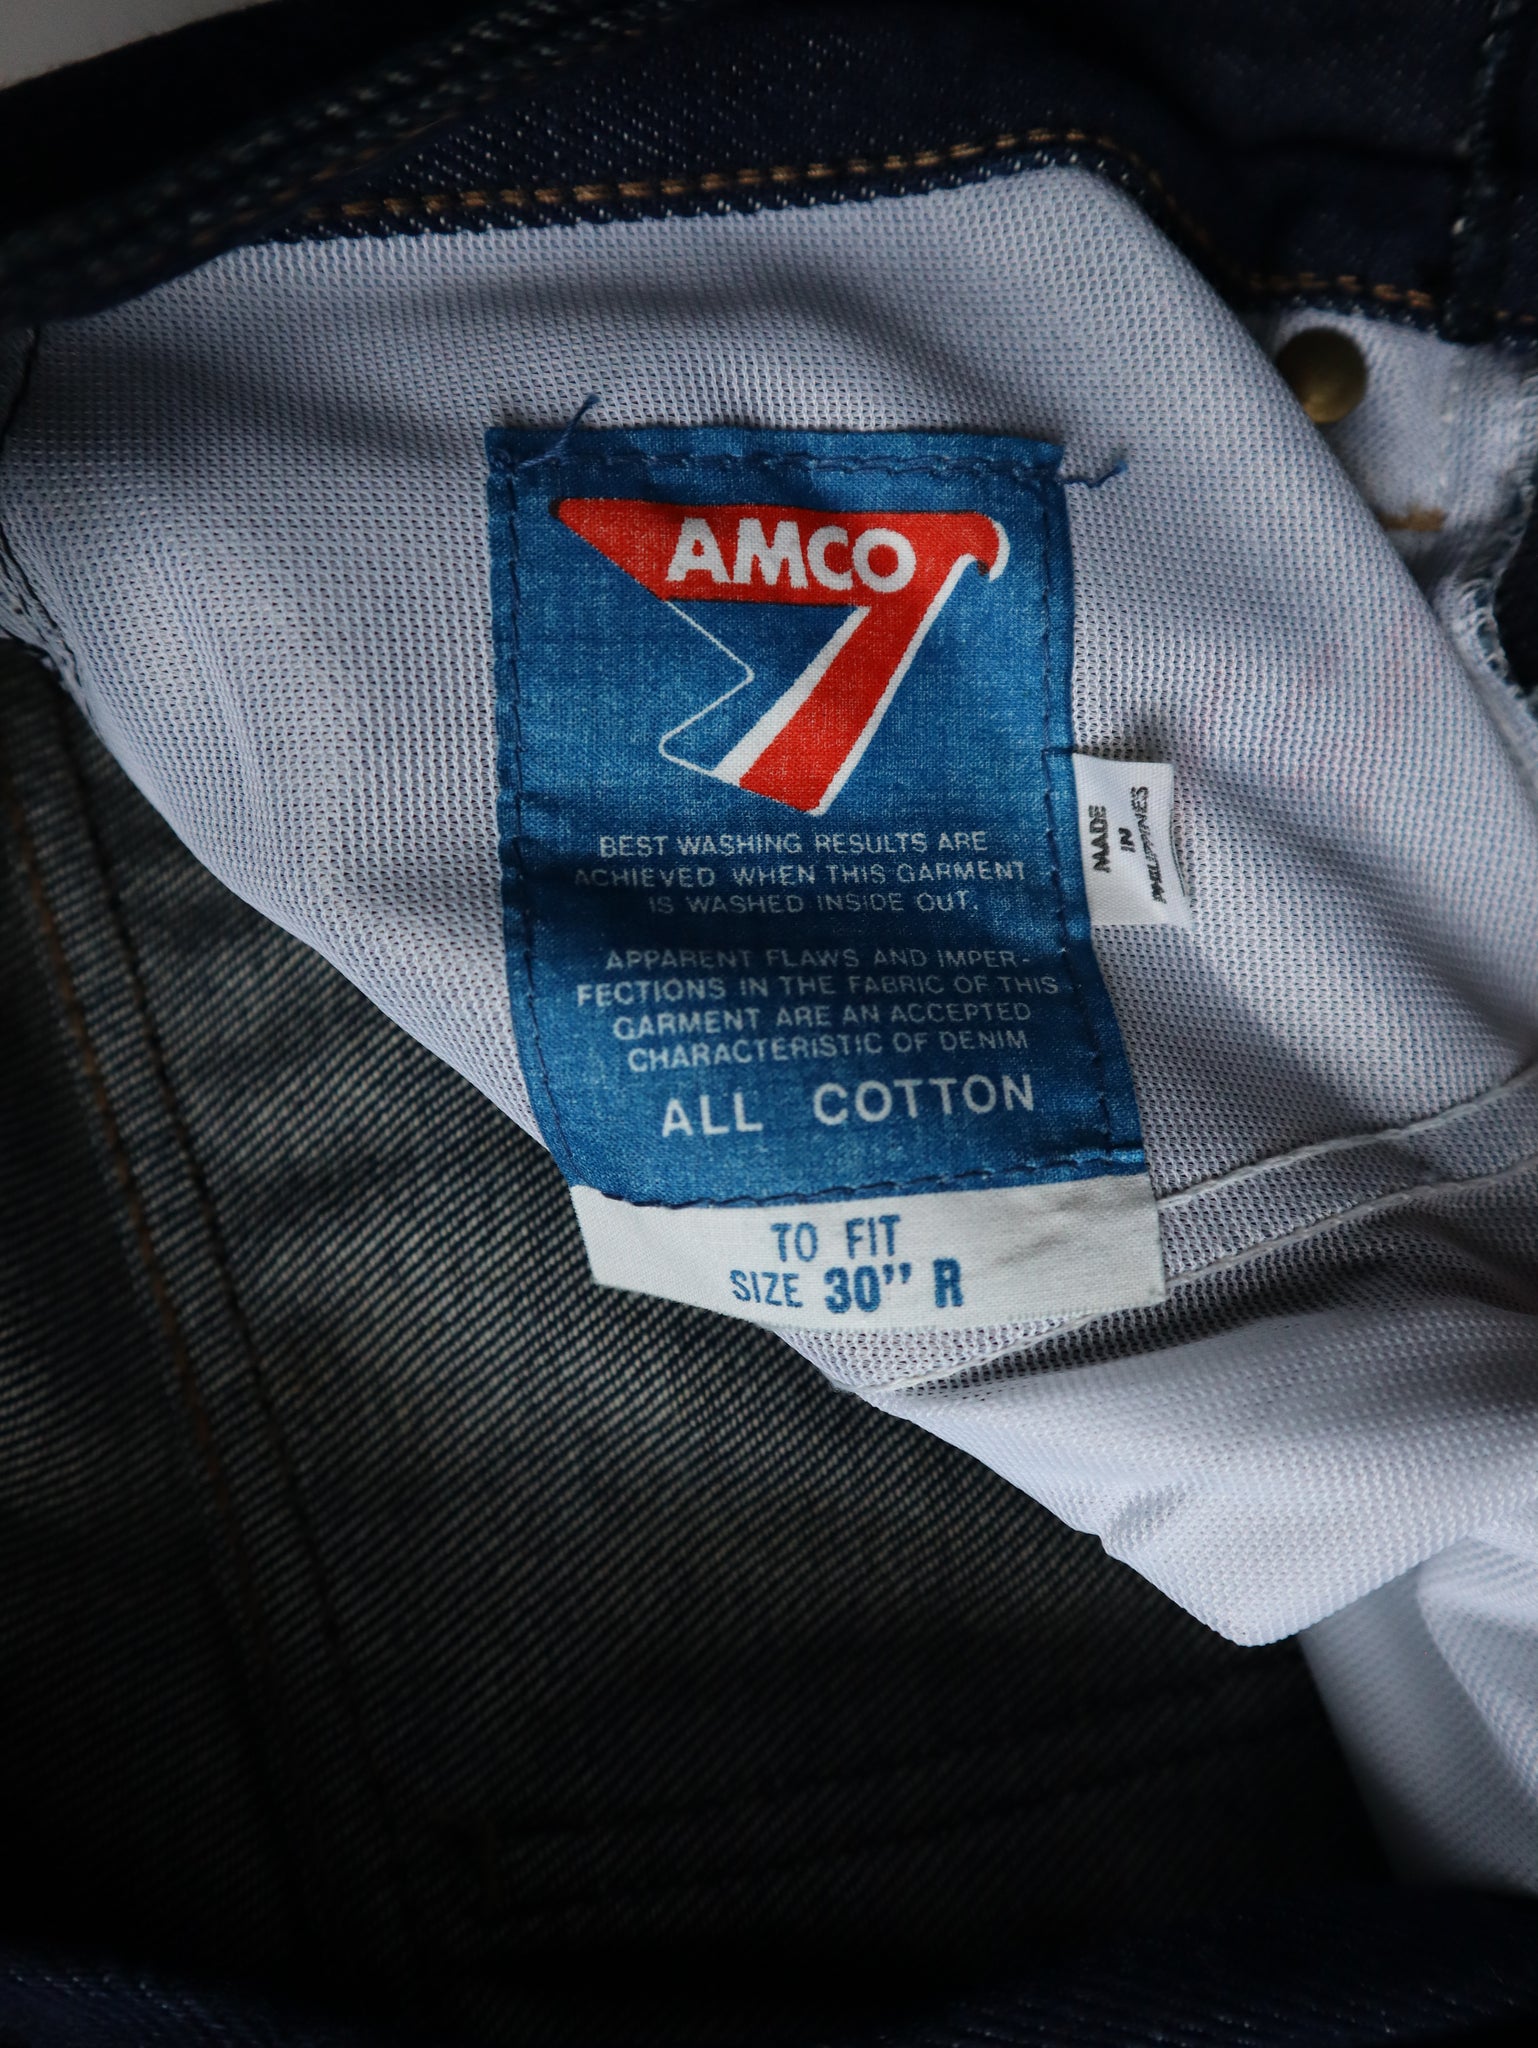 AMCO
BEST WASHING RESULTS ARE
ACHIEVED WHEN THIS GARMENT
IS WASHED INSIDE OUT.
APPARENT FLAWS AND IMPER-
FECTIONS IN THE FABRIC OF THIS
GARMENT ARE AN ACCEPTED
CHARACTERISTIC OF DENIM
ALL COTTON
TO FIT
SIZE 30" R
MADE
IN
PHILIPPINES